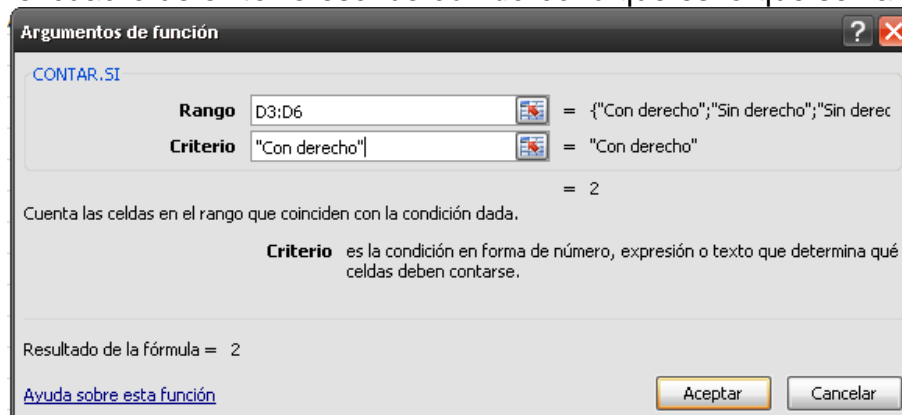 Argumentos de función
CONTAR.SI
Rango D3:D6 = {"Con derecho";"Sin derecho";"Sin derec
Criterio "Con derecho" = "Con derecho"
= 2
Cuenta las celdas en el rango que coinciden con la condición dada.
Criterio es la condición en forma de número, expresión o texto que determina qué
celdas deben contarse.
Resultado de la fórmula = 2
Ayuda sobre esta función Aceptar Cancelar